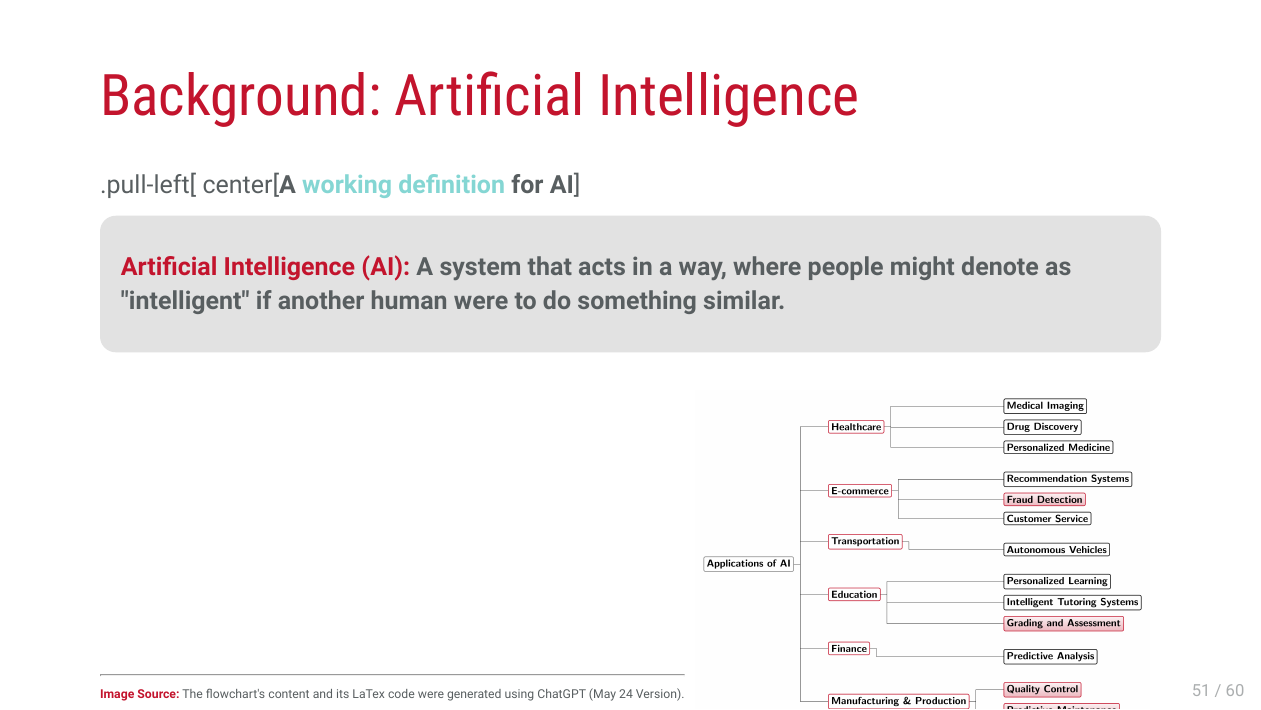 Background: Artificial Intelligence
.pull-left[ center[A working definition for AI]
Artificial Intelligence (AI): A system that acts in a way, where people might denote as
"intelligent" if another human were to do something similar.
Applications of AI
Healthcare
Medical Imaging
Drug Discovery
Personalized Medicine
E-commerce
Recommendation Systems
Fraud Detection
Customer Service
Transportation
Autonomous Vehicles
Education
Personalized Learning
Intelligent Tutoring Systems
Grading and Assessment
Finance
Predictive Analysis
Manufacturing & Production
Quality Control
Predictive Maintenance
Image Source: The flowchart's content and its LaTex code were generated using ChatGPT (May 24 Version).
51 / 60